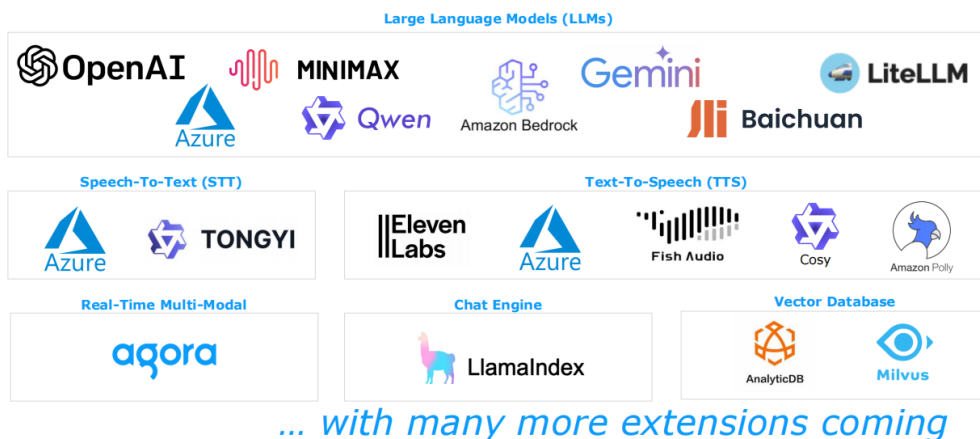 Large Language Models (LLMs)
OpenAI
MINIMAX
Gemini
LiteLLM
Azure
Qwen
Amazon Bedrock
Baichuan
Speech-To-Text (STT)
Azure
TONGYI
Text-To-Speech (TTS)
||Eleven
||Labs
Azure
Fish Audio
Cosy
Amazon Polly
Real-Time Multi-Modal
agora
Chat Engine
LlamaIndex
Vector Database
AnalyticDB
Milvus
... with many more extensions coming